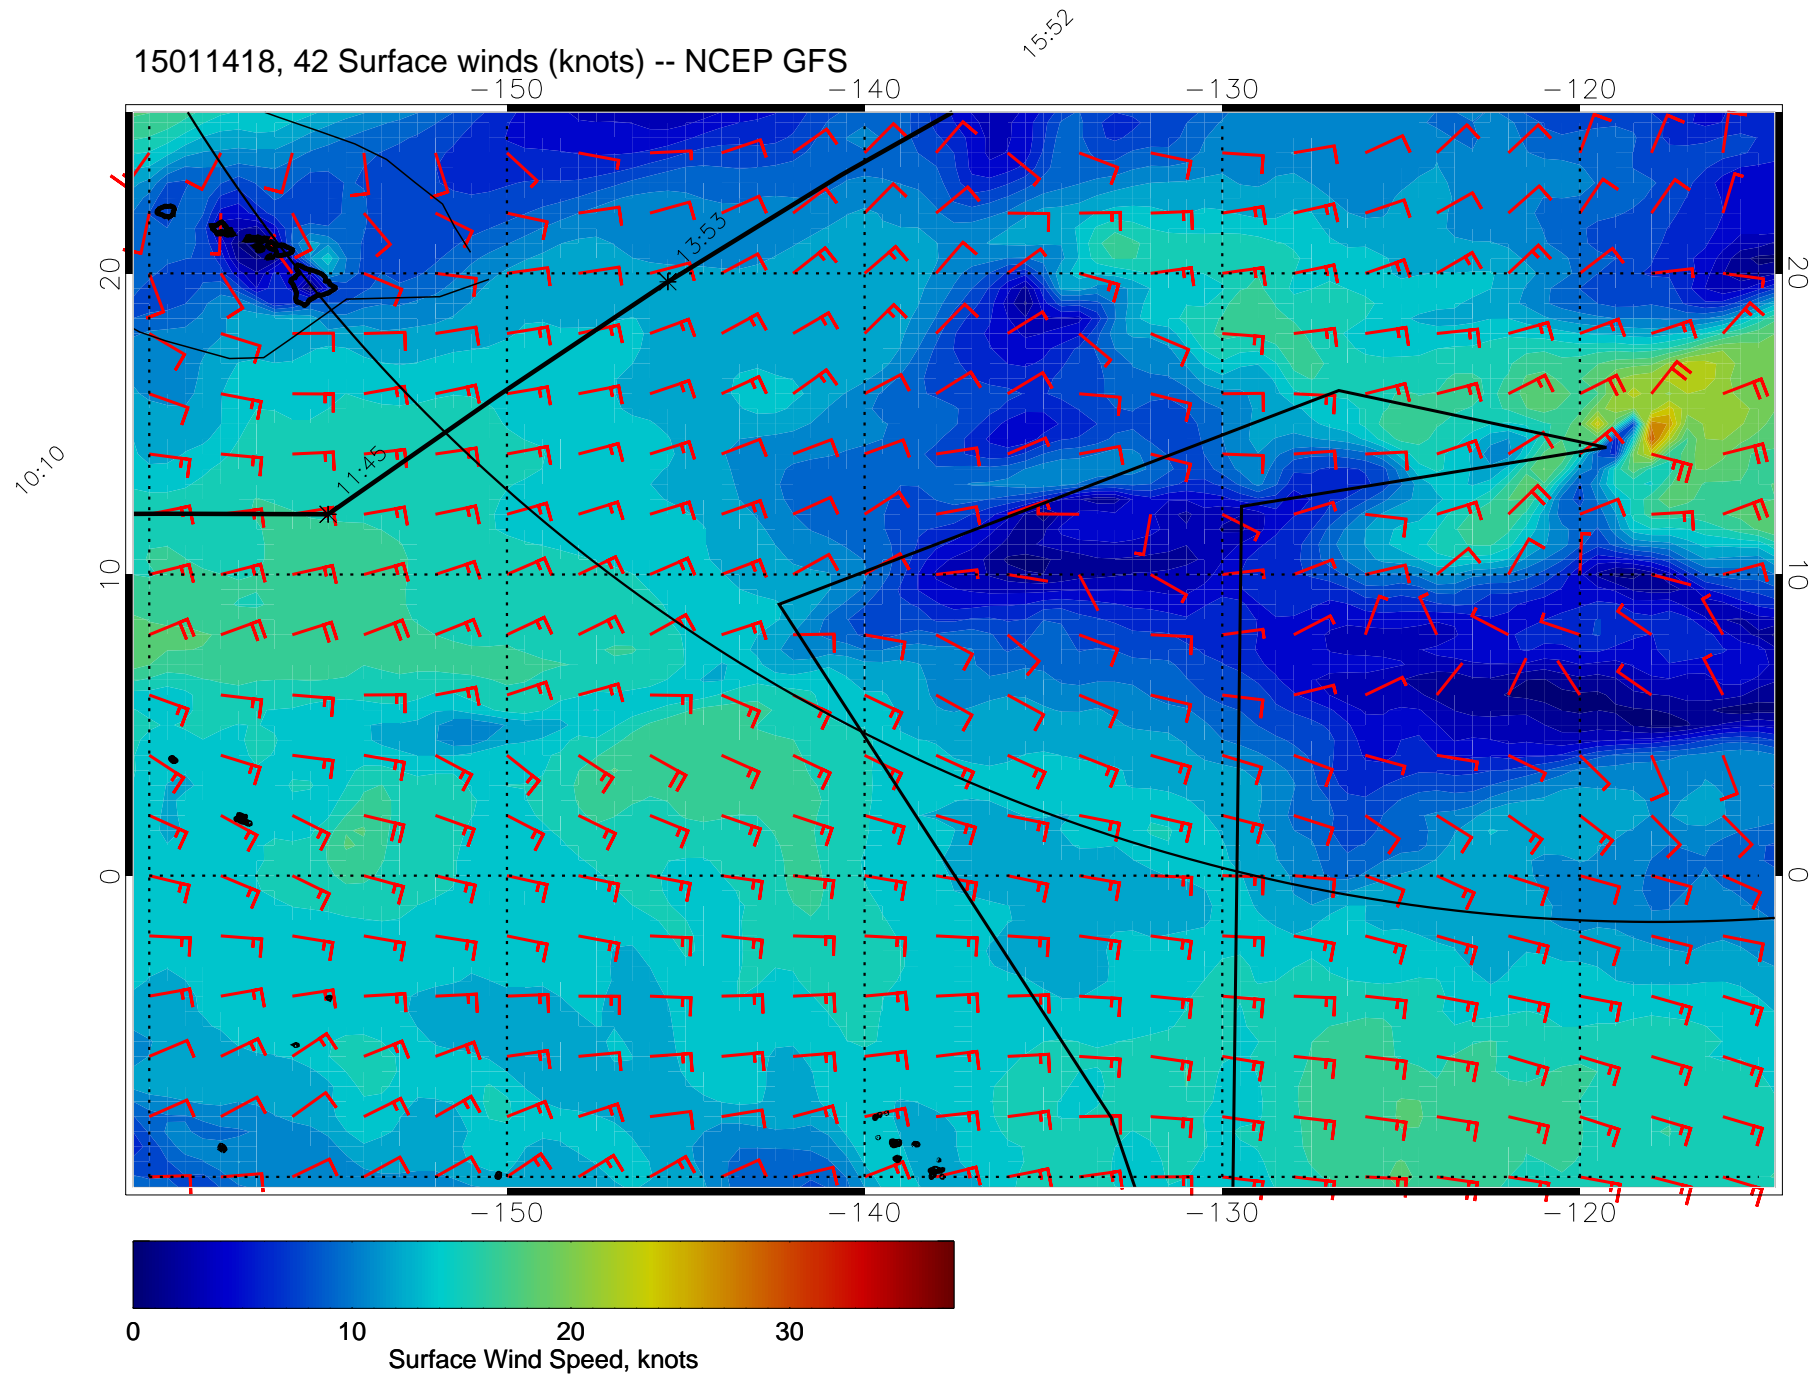 15:52
15011418, 42 Surface winds (knots) -- NCEP GFS
-150 -140 -130 -120
13:53
20 20
11:45
10:10
10 10
0 0
-150 -140 -130 -120
0 10 20 30
Surface Wind Speed, knots